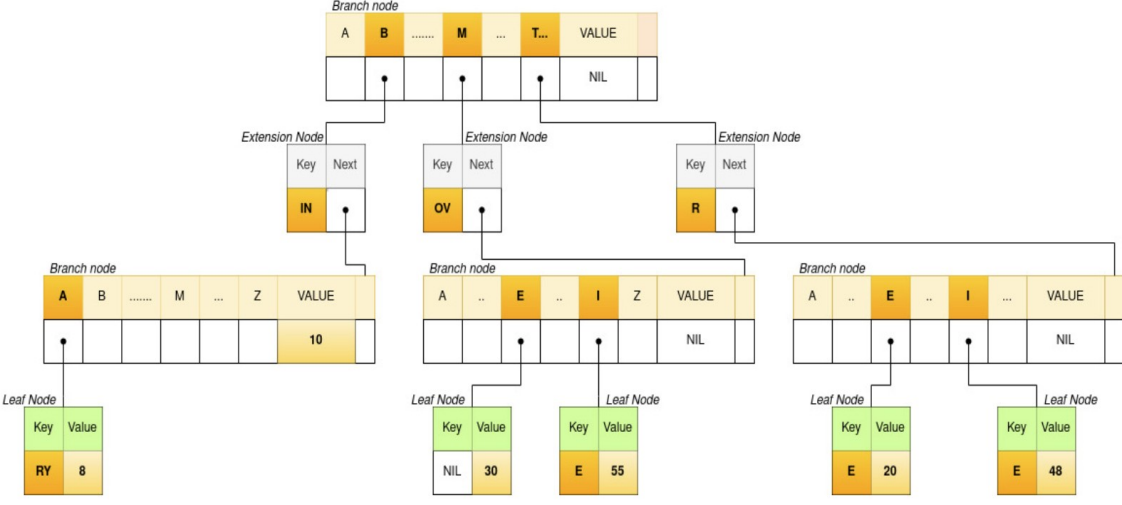 Branch node
A B ....... M ... T... VALUE
NIL
Extension Node Extension Node Extension Node
Key Next Key Next Key Next
IN OV R
Branch node Branch node Branch node
A B ....... M ... Z VALUE A .. E .. I Z VALUE A .. E .. I ... VALUE
10 NIL NIL
Leaf Node Leaf Node Leaf Node Leaf Node Leaf Node
Key Value Key Value Key Value Key Value Key Value
RY 8 NIL 30 E 55 E 20 E 48